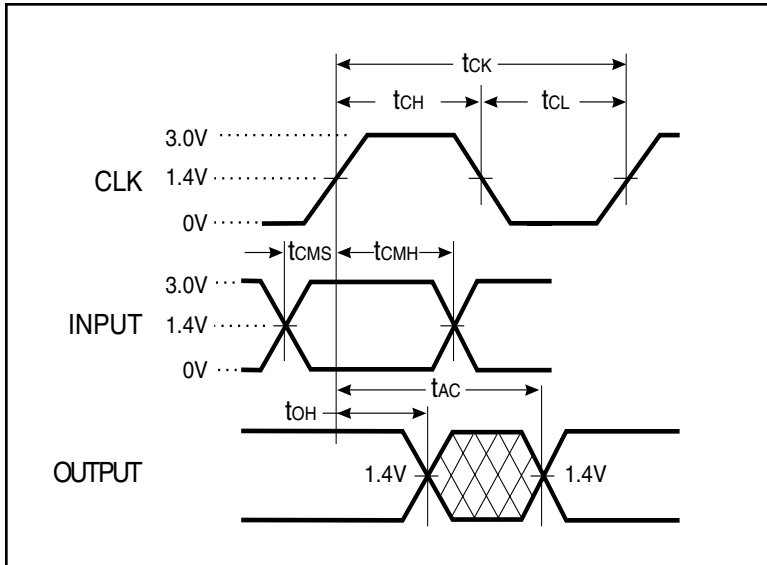 tCK
tCH tCL
3.0V
CLK 1.4V
0V
tCMS tCMH
3.0V
INPUT 1.4V
0V
tAC
tOH
OUTPUT 1.4V 1.4V